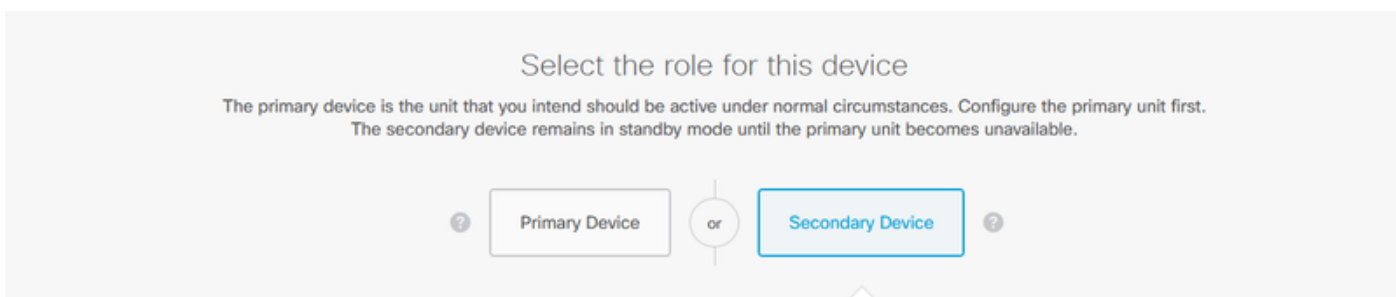 Select the role for this device
The primary device is the unit that you intend should be active under normal circumstances. Configure the primary unit first.
The secondary device remains in standby mode until the primary unit becomes unavailable.
? Primary Device or Secondary Device ?